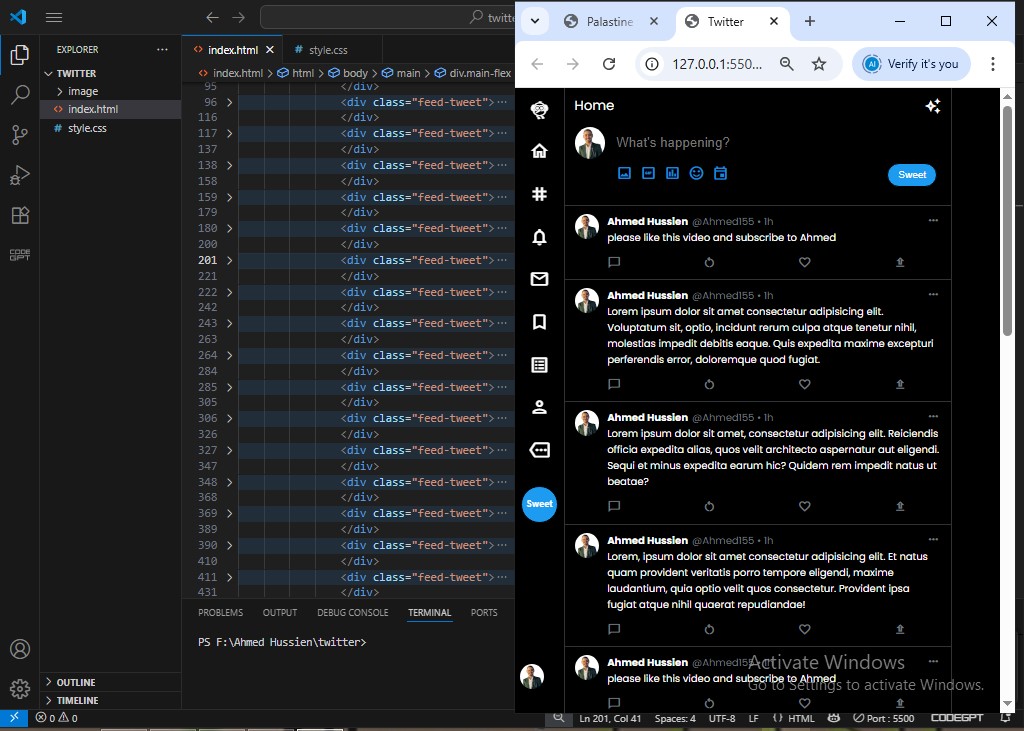 twitte
EXPLORER
TWITTER
image
index.html
style.css
OUTLINE
TIMELINE
index.html
style.css
index.html > html > body > main > div.main-flex
95 </div>
96 <div class="feed-tweet">···
116 </div>
117 <div class="feed-tweet">···
137 </div>
138 <div class="feed-tweet">···
158 </div>
159 <div class="feed-tweet">···
179 </div>
180 <div class="feed-tweet">···
200 </div>
201 <div class="feed-tweet">···
221 </div>
222 <div class="feed-tweet">···
242 </div>
243 <div class="feed-tweet">···
263 </div>
264 <div class="feed-tweet">···
284 </div>
285 <div class="feed-tweet">···
305 </div>
306 <div class="feed-tweet">···
326 </div>
327 <div class="feed-tweet">···
347 </div>
348 <div class="feed-tweet">···
368 </div>
369 <div class="feed-tweet">···
389 </div>
390 <div class="feed-tweet">···
410 </div>
411 <div class="feed-tweet">···
431 </div>
PROBLEMS OUTPUT DEBUG CONSOLE TERMINAL PORTS
PS F:\Ahmed Hussien\twitter>
Palastine
Twitter
127.0.0.1:550...
Verify it's you
Home
What's happening?
Sweet
Ahmed Hussien @Ahmed155 • 1h
please like this video and subscribe to Ahmed
Ahmed Hussien @Ahmed155 • 1h
Lorem ipsum dolor sit amet consectetur adipisicing elit.
Voluptatum sit, optio, incidunt rerum culpa atque tenetur nihil,
molestias impedit debitis eaque. Quis expedita maxime excepturi
perferendis error, doloremque quod fugiat.
Ahmed Hussien @Ahmed155 • 1h
Lorem ipsum dolor sit amet, consectetur adipisicing elit. Reiciendis
officia expedita alias, quos velit architecto aspernatur aut eligendi.
Sequi et minus expedita earum hic? Quidem rem impedit natus ut
beatae?
Sweet
Ahmed Hussien @Ahmed155 • 1h
Lorem, ipsum dolor sit amet consectetur adipisicing elit. Et natus
quam provident veritatis porro tempore eligendi, maxime
laudantium, quia optio velit quos consectetur. Provident ipsa
fugiat atque nihil quaerat repudiandae!
Ahmed Hussien @Ahmed155 • 1h
please like this video and subscribe to Ahmed
Activate Windows
Go to Settings to activate Windows.
0 0
Ln 201, Col 41 Spaces: 4 UTF-8 LF HTML Port : 5500 CODEGPT
CODE
GPT